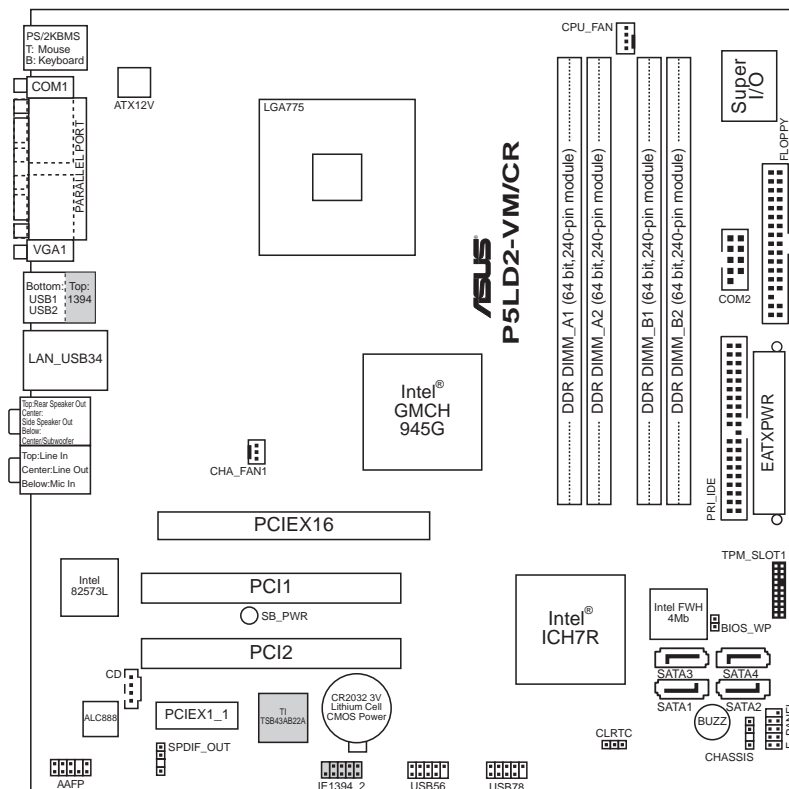 PS/2KBMS
T: Mouse
B: Keyboard
CPU_FAN
COM1
ATX12V
LGA775
Super
I/O
FLOPPY
PARALLEL PORT
VGA1
Bottom:
USB1
USB2
Top:
1394
ASUS
P5LD2-VM/CR
DDR DIMM_A1 (64 bit,240-pin module)
DDR DIMM_A2 (64 bit,240-pin module)
DDR DIMM_B1 (64 bit,240-pin module)
DDR DIMM_B2 (64 bit,240-pin module)
COM2
LAN_USB34
Intel®
GMCH
945G
PRI_IDE
EATXPWR
Top:Rear Speaker Out
Center:
Side Speaker Out
Below:
Center/Subwoofer
Top:Line In
Center:Line Out
Below:Mic In
CHA_FAN1
PCIEX16
TPM_SLOT1
Intel
82573L
PCI1
SB_PWR
Intel®
ICH7R
Intel FWH
4Mb
BIOS_WP
PCI2
CD
SATA3
SATA4
SATA1
SATA2
CR2032 3V
Lithium Cell
CMOS Power
ALC888
PCIEX1_1
TI
TSB43AB22A
BUZZ
F_PANEL
CLRTC
CHASSIS
SPDIF_OUT
AAFP
IE1394_2
USB56
USB78